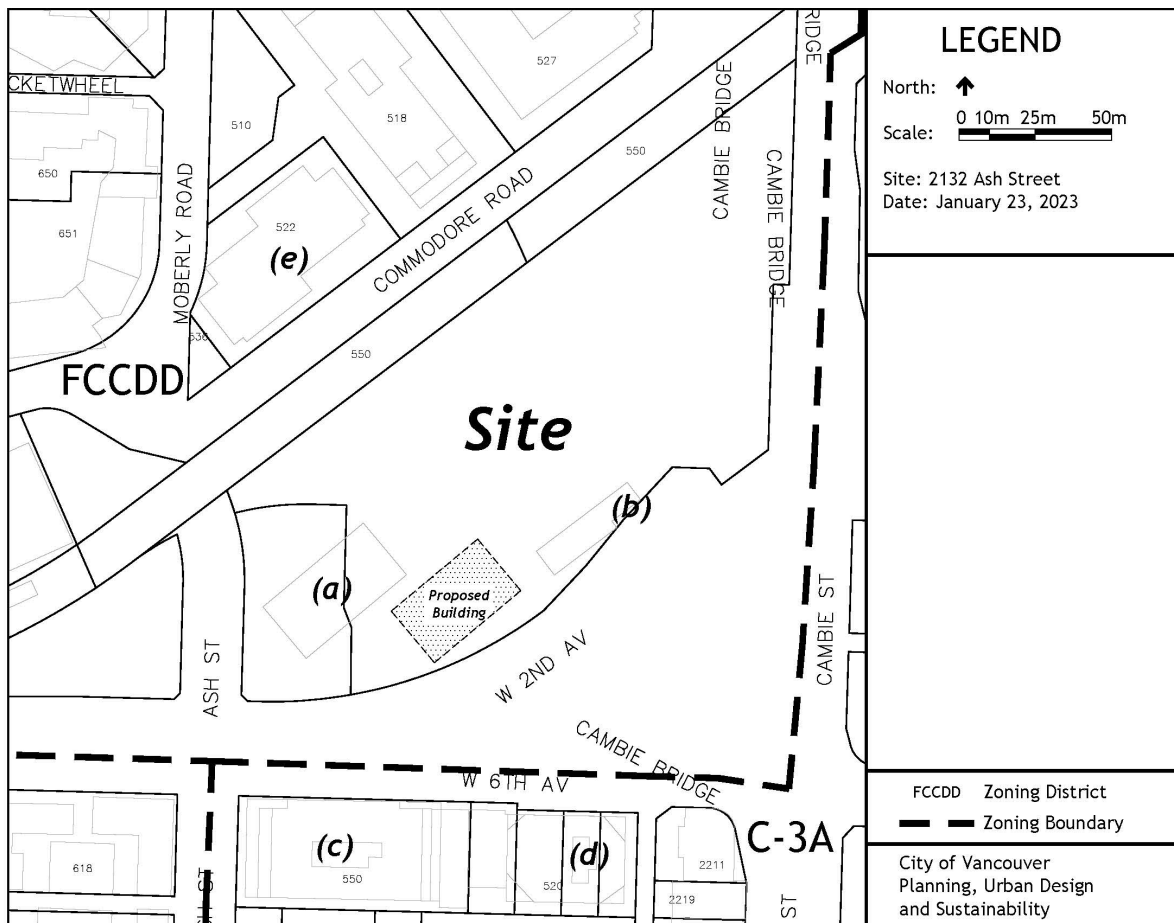 CKETWHEEL
MOBERLY ROAD
650
651
510
518
527
522
(e)
536
COMMODORE ROAD
550
550
FCCDD
CAMBIE BRIDGE
CAMBIE BRIDGE
RIDGE
Site
(a)
(b)
Proposed
Building
ASH ST
W 2ND AV
CAMBIE ST
CAMBIE BRIDGE
W 6TH AV
C-3A
618
SH ST
(c)
550
(d)
520
2211
2219
ST
LEGEND
North:
Scale:
0 10m 25m 50m
Site: 2132 Ash Street
Date: January 23, 2023
FCCDD Zoning District
Zoning Boundary
City of Vancouver
Planning, Urban Design
and Sustainability